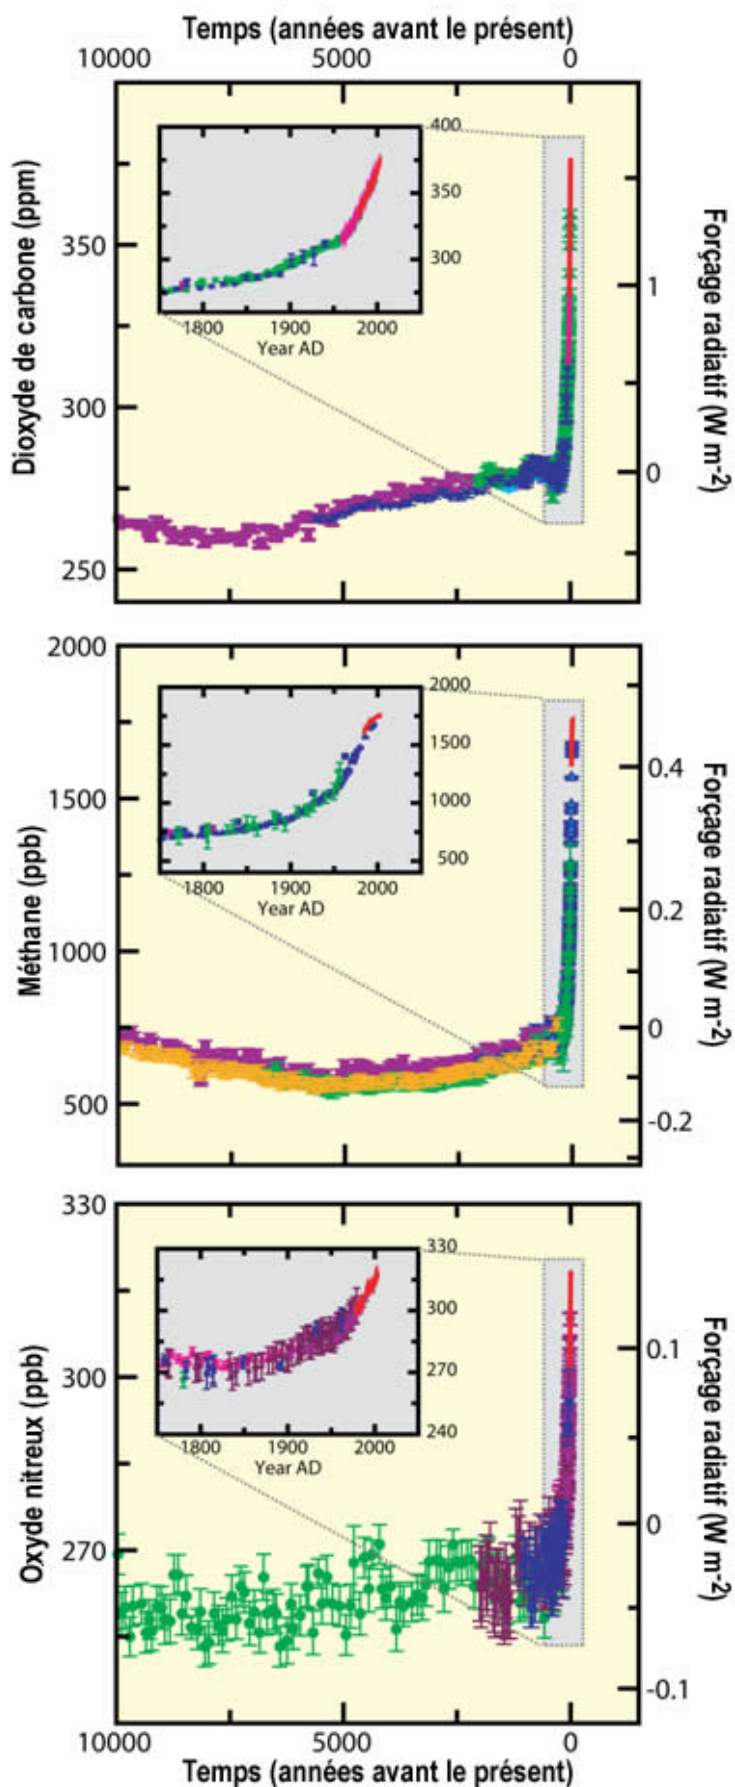 Temps (années avant le présent)
10000 5000 0
Dioxyde de carbone (ppm)
350
300
250
400
350
300
1800 1900 2000
Year AD
1
0
Forçage radiatif (W m-2)
Méthane (ppb)
2000
1500
1000
500
2000
1500
1000
500
1800 1900 2000
Year AD
0.4
0.2
0
-0.2
Forçage radiatif (W m-2)
Oxyde nitreux (ppb)
330
300
270
330
300
270
240
1800 1900 2000
Year AD
0.1
0
-0.1
Forçage radiatif (W m-2)
10000 5000 0
Temps (années avant le présent)